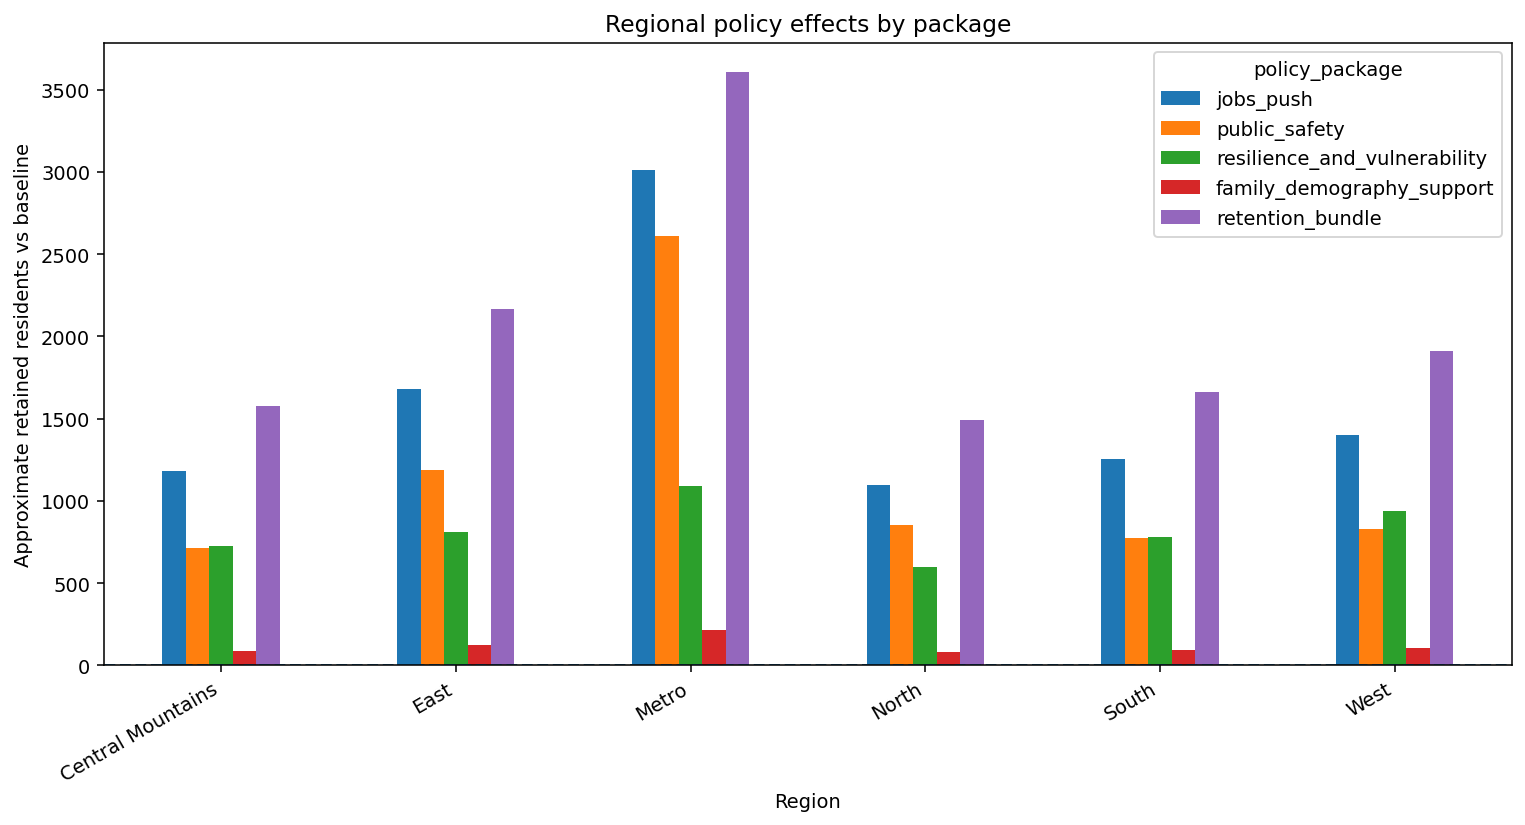 Regional policy effects by package
policy_package
jobs_push
public_safety
resilience_and_vulnerability
family_demography_support
retention_bundle
Approximate retained residents vs baseline
3500
3000
2500
2000
1500
1000
500
0
Central Mountains
East
Metro
North
South
West
Region